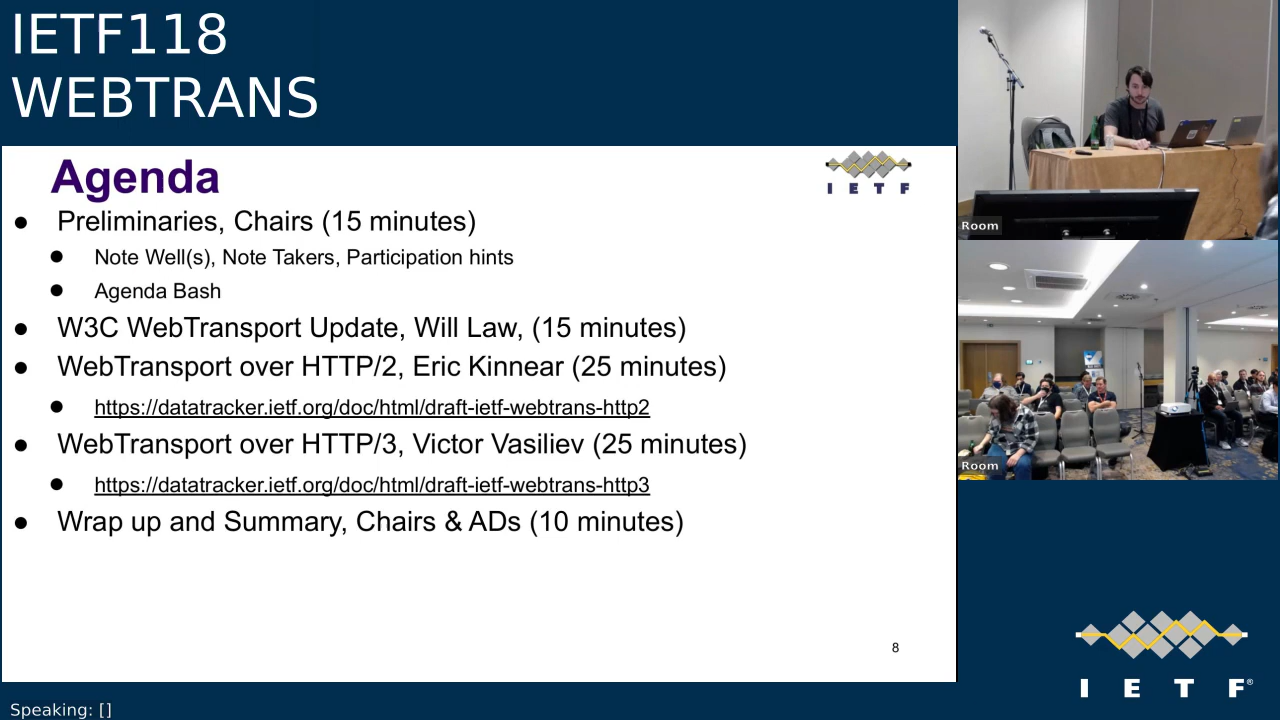 IETF118
WEBTRANS
Agenda
I E T F
● Preliminaries, Chairs (15 minutes)
● Note Well(s), Note Takers, Participation hints
● Agenda Bash
● W3C WebTransport Update, Will Law, (15 minutes)
● WebTransport over HTTP/2, Eric Kinnear (25 minutes)
● https://datatracker.ietf.org/doc/html/draft-ietf-webtrans-http2
● WebTransport over HTTP/3, Victor Vasiliev (25 minutes)
● https://datatracker.ietf.org/doc/html/draft-ietf-webtrans-http3
● Wrap up and Summary, Chairs & ADs (10 minutes)
8
Room
Room
I E T F®
Speaking: []